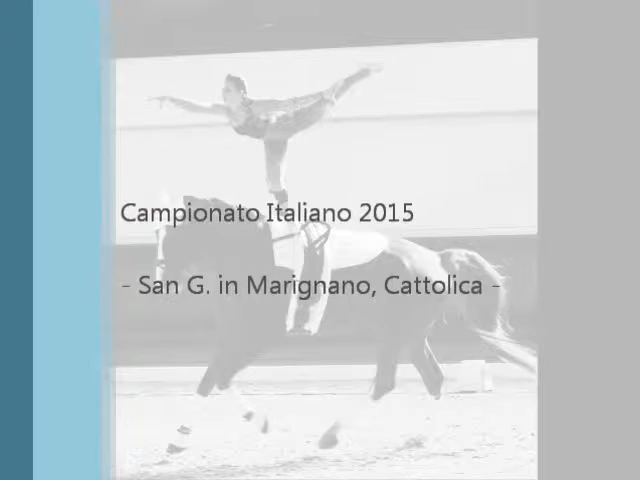 Campionato Italiano 2015
- San G. in Marignano, Cattolica -